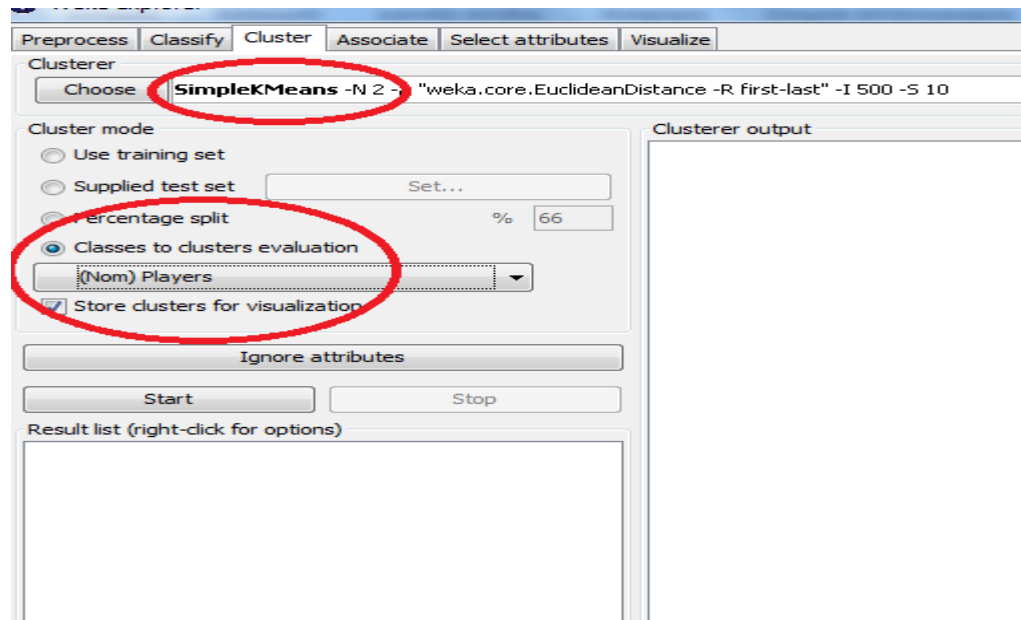 Weka Explorer
Preprocess Classify Cluster Associate Select attributes Visualize
Clusterer
Choose SimpleKMeans -N 2 -A "weka.core.EuclideanDistance -R first-last" -I 500 -S 10
Cluster mode
Use training set
Supplied test set Set...
Percentage split % 66
Classes to clusters evaluation
(Nom) Players
Store clusters for visualization
Ignore attributes
Start Stop
Result list (right-click for options)
Clusterer output